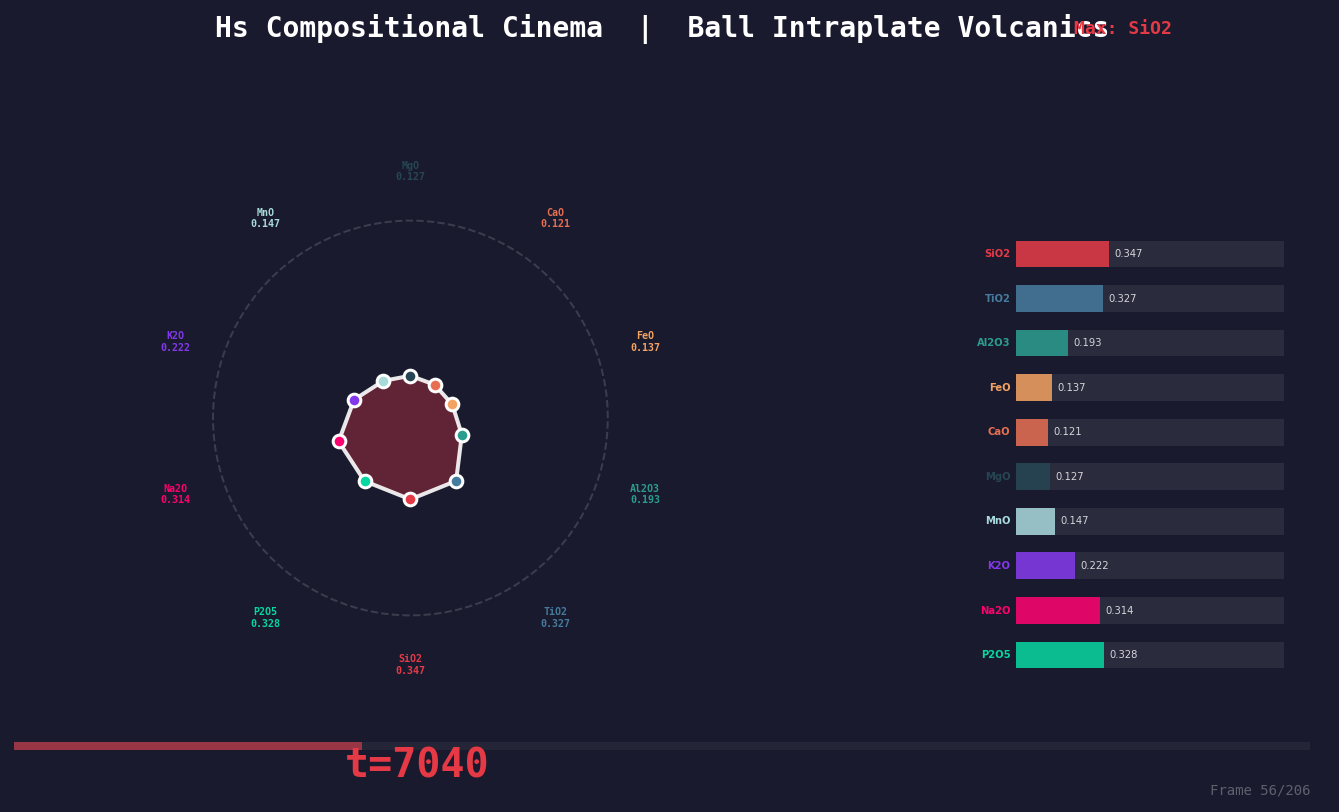 Hs Compositional Cinema | Ball Intraplate Volcanics
Max: SiO2
MgO
0.127
MnO
0.147
CaO
0.121
K2O
0.222
FeO
0.137
Na2O
0.314
Al2O3
0.193
P2O5
0.328
TiO2
0.327
SiO2
0.347
SiO2 0.347
TiO2 0.327
Al2O3 0.193
FeO 0.137
CaO 0.121
MgO 0.127
MnO 0.147
K2O 0.222
Na2O 0.314
P2O5 0.328
t=7040
Frame 56/206